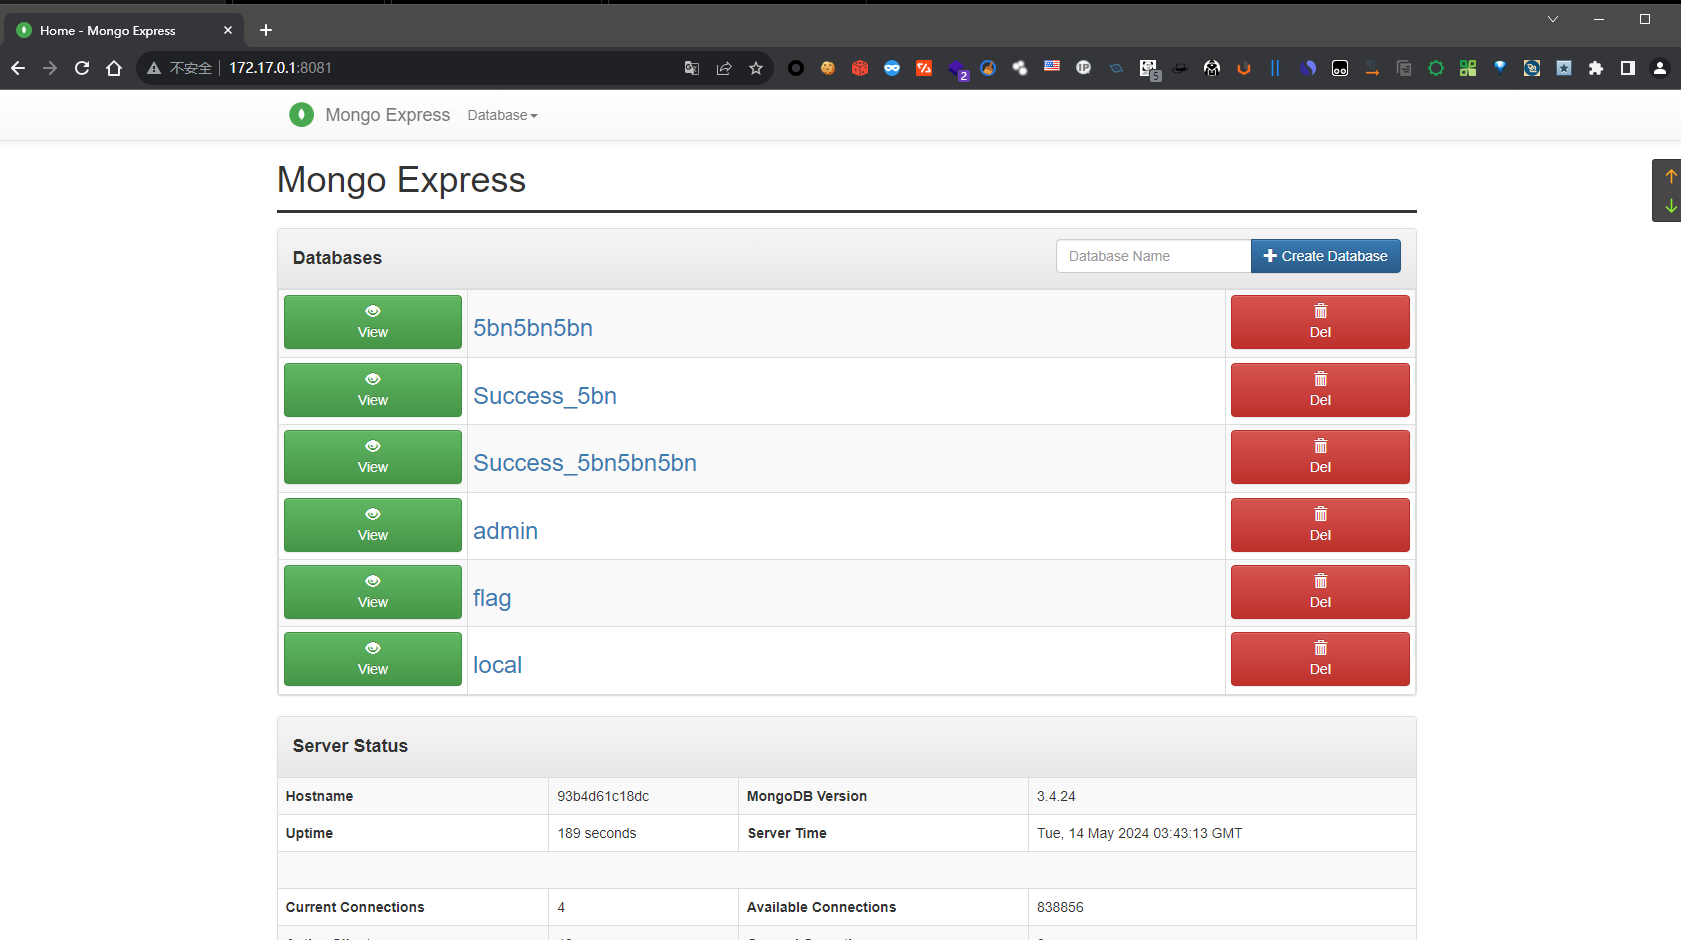 Home - Mongo Express
不安全 172.17.0.1:8081
2
IP
5
Mongo Express Database
Mongo Express
Databases
Database Name
Create Database
View 5bn5bn5bn Del
View Success_5bn Del
View Success_5bn5bn5bn Del
View admin Del
View flag Del
View local Del
Server Status
Hostname 93b4d61c18dc MongoDB Version 3.4.24
Uptime 189 seconds Server Time Tue, 14 May 2024 03:43:13 GMT
Current Connections 4 Available Connections 838856